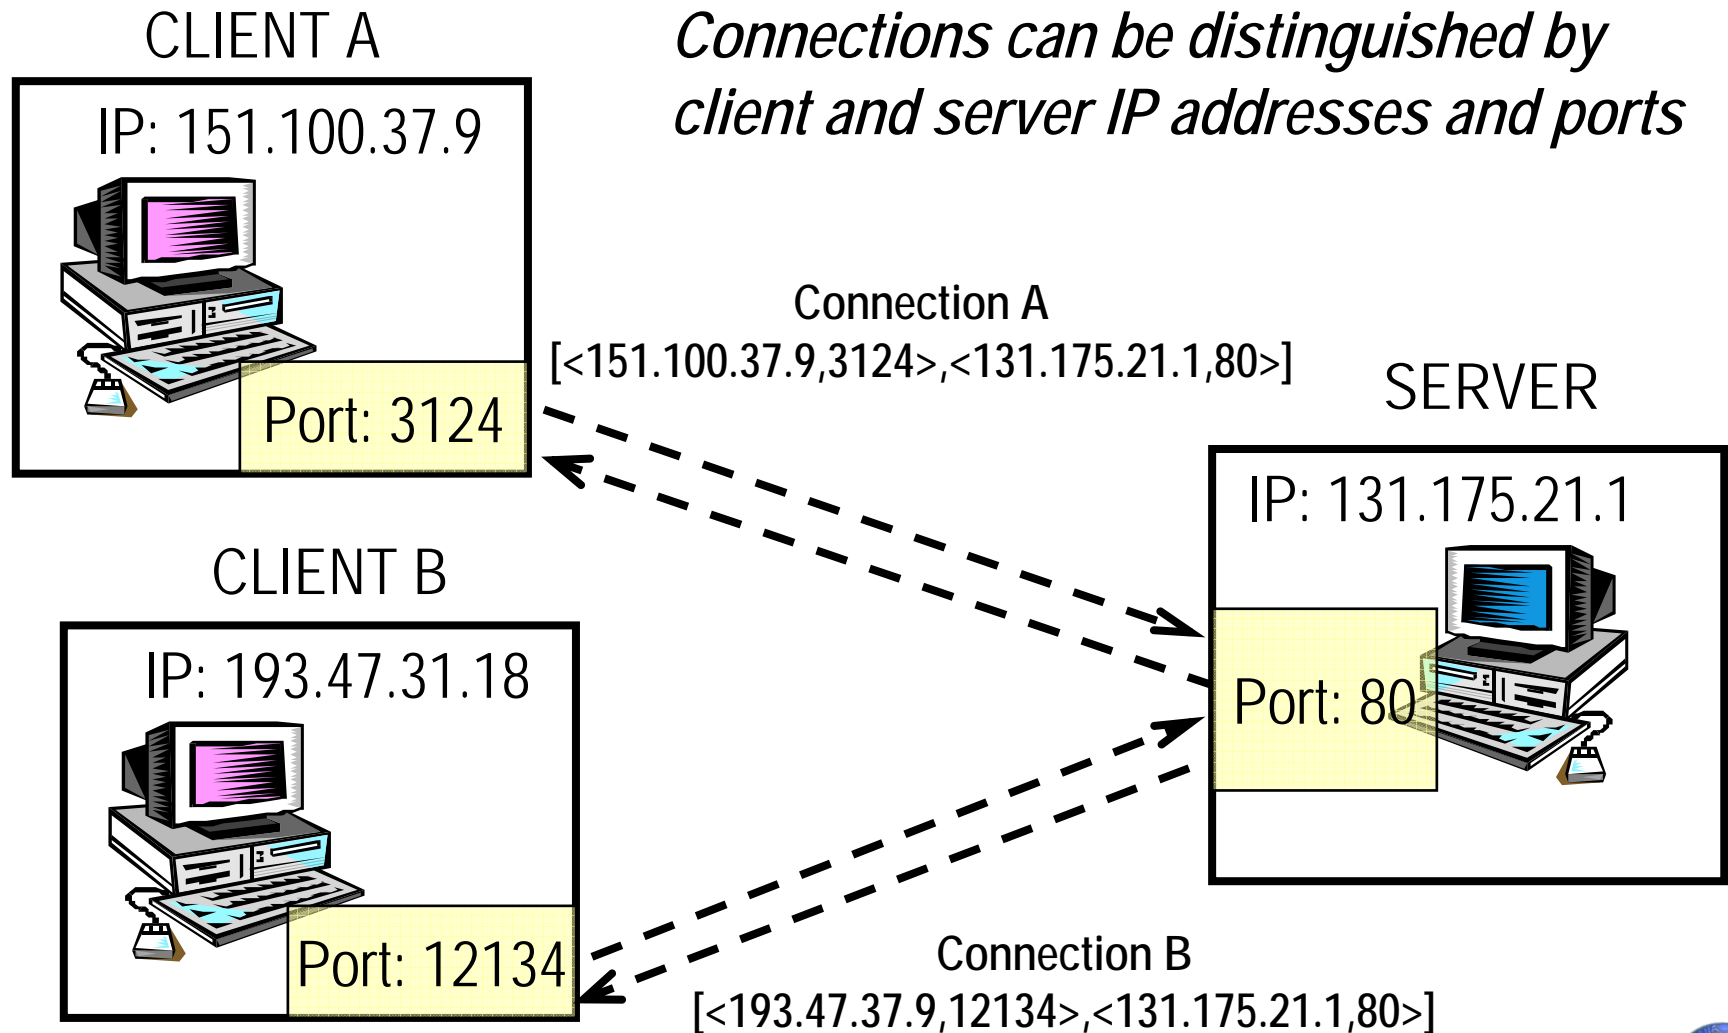 CLIENT A
Connections can be distinguished by
client and server IP addresses and ports
IP: 151.100.37.9
Port: 3124
Connection A
[<151.100.37.9,3124>,<131.175.21.1,80>]
SERVER
IP: 131.175.21.1
Port: 80
CLIENT B
IP: 193.47.31.18
Port: 12134
Connection B
[<193.47.37.9,12134>,<131.175.21.1,80>]